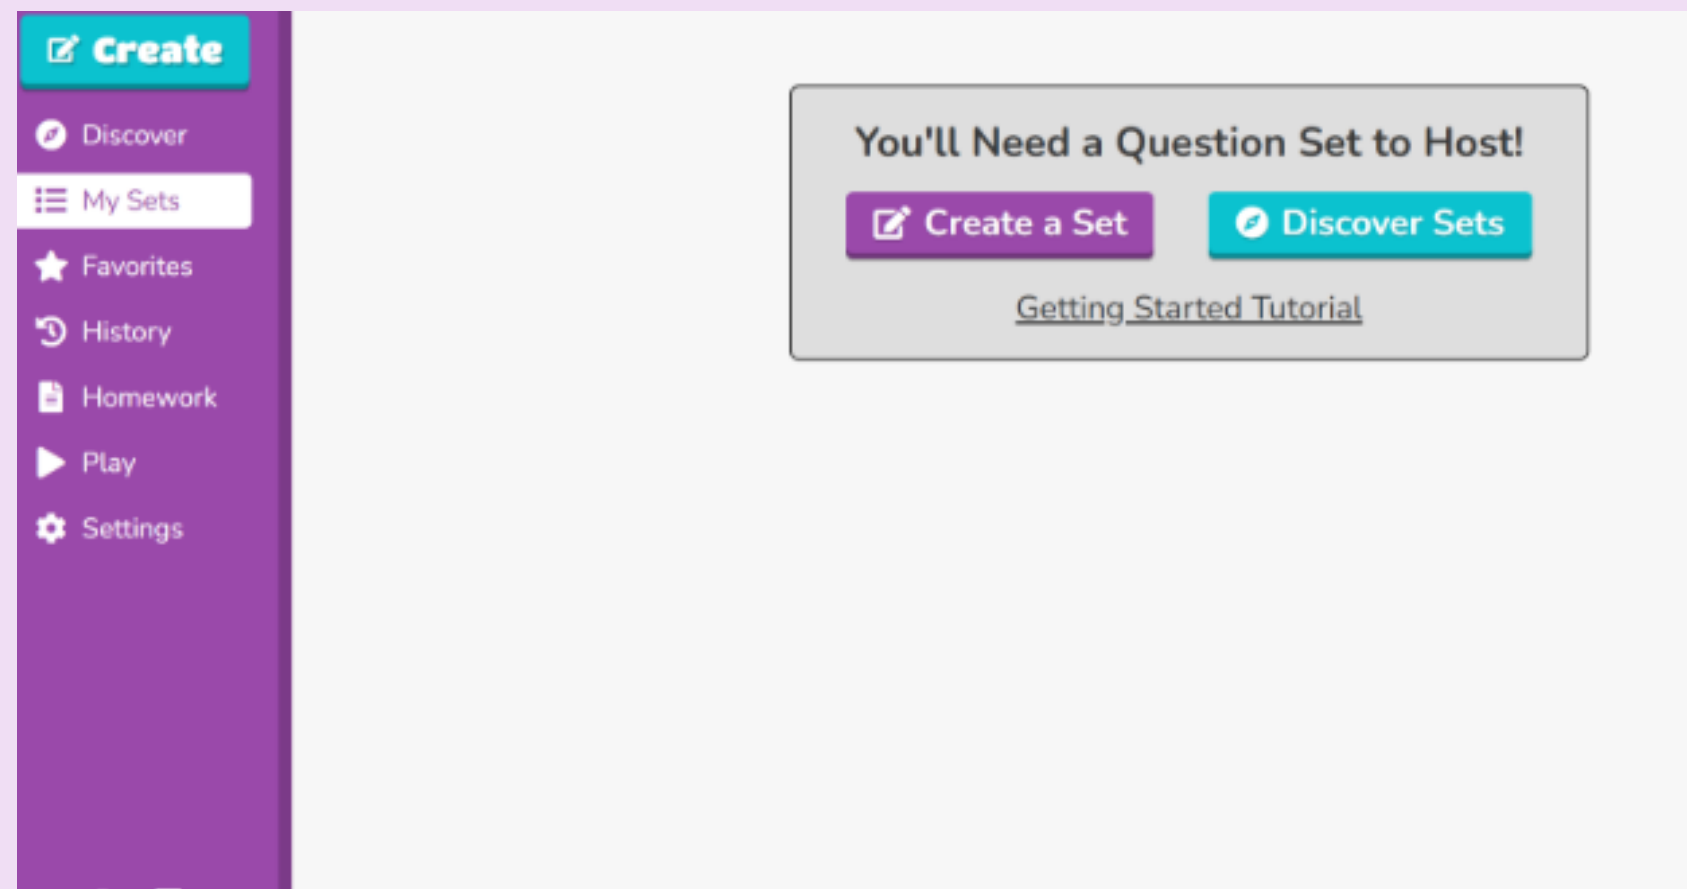 Create
Discover
My Sets
Favorites
History
Homework
Play
Settings
You'll Need a Question Set to Host!
Create a Set
Discover Sets
Getting Started Tutorial